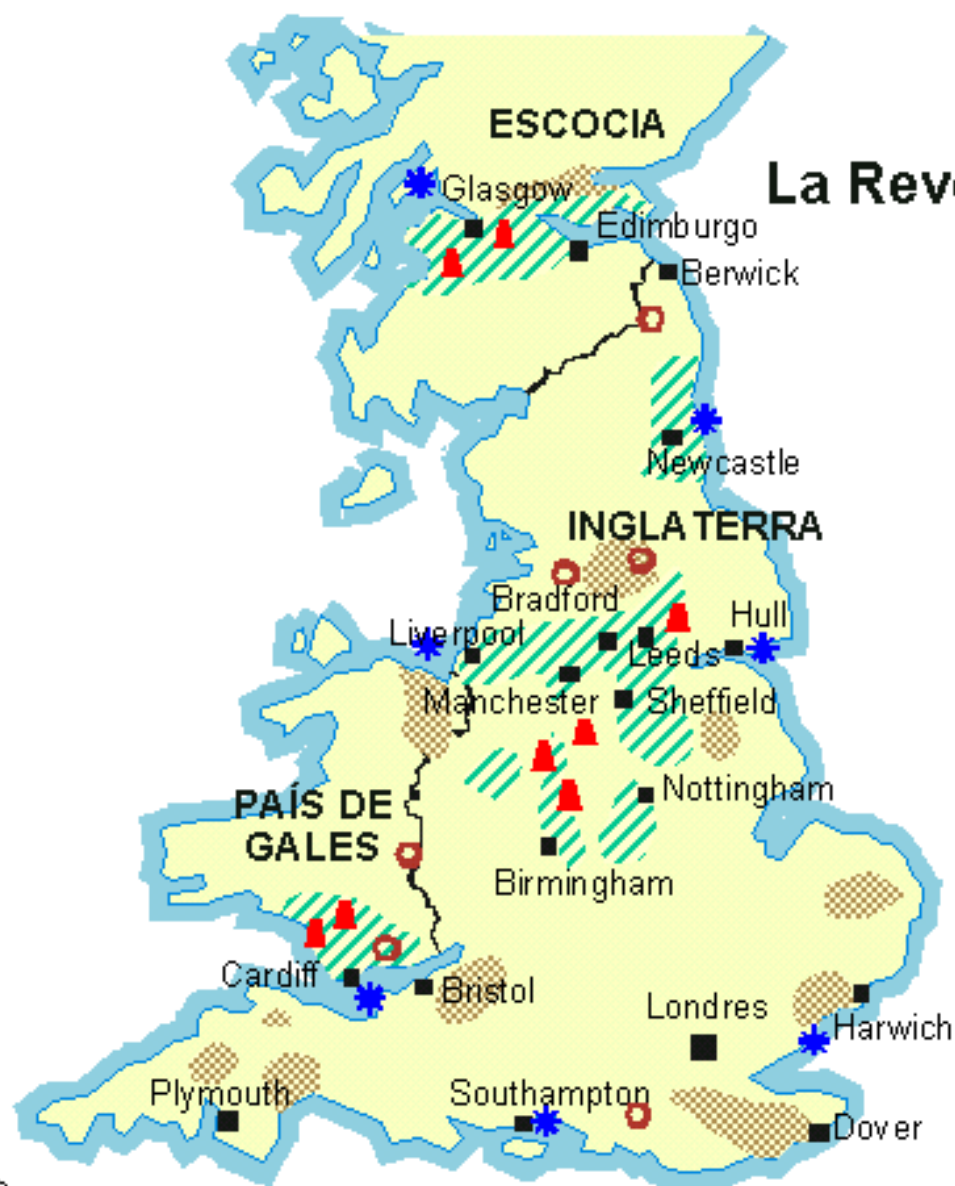 ESCOCIA
La Rev
Glasgow
Edimburgo
Berwick
Newcastle
INGLATERRA
Bradford
Hull
Liverpool
Leeds
Manchester
Sheffield
PAÍS DE
GALES
Nottingham
Birmingham
Cardiff
Bristol
Londres
Harwich
Plymouth
Southampton
Dover